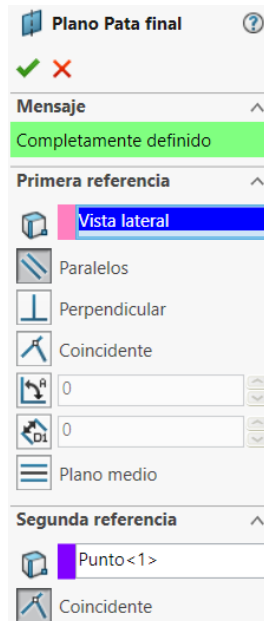 Plano Pata final
Mensaje
Completamente definido
Primera referencia
Vista lateral
Paralelos
Perpendicular
Coincidente
A
0
D1
0
Plano medio
Segunda referencia
Punto<1>
Coincidente